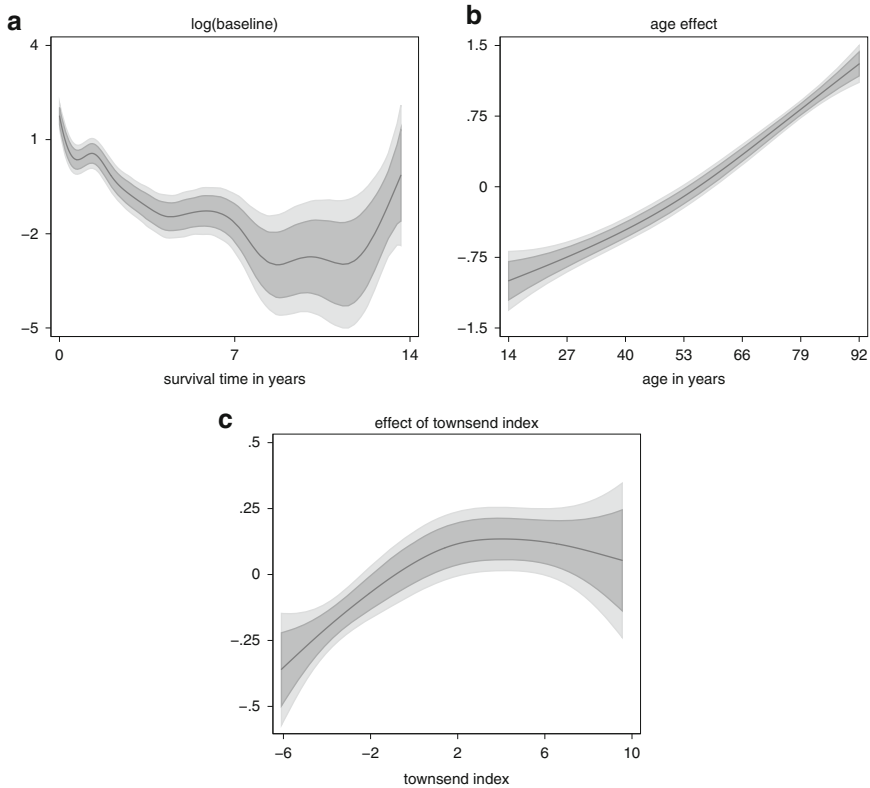 a
log(baseline)
4
1
−2
−5
0 7 14
survival time in years
b
age effect
1.5
.75
0
−.75
−1.5
14 27 40 53 66 79 92
age in years
c
effect of townsend index
.5
.25
0
−.25
−.5
−6 −2 2 6 10
townsend index